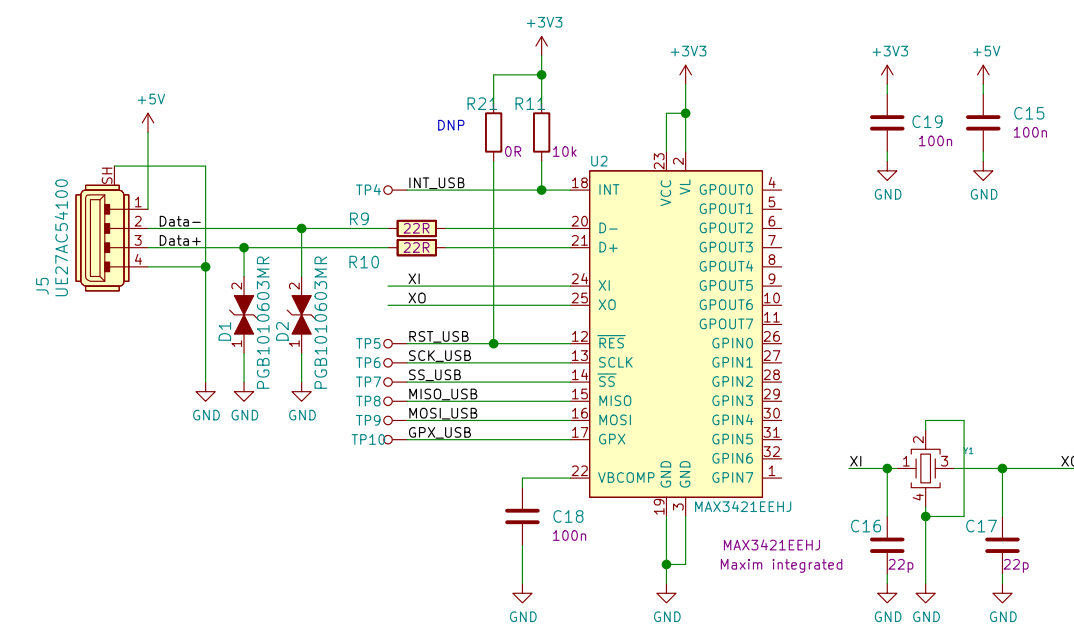 +3V3
+3V3
+3V3
+5V
+5V
R21
R11
DNP
0R
10k
C19
100n
C15
100n
GND
GND
U2
TP4
INT_USB
18
INT
23
VCC
2
VL
GPOUT0
4
GPOUT1
5
GPOUT2
6
GPOUT3
7
GPOUT4
8
GPOUT5
9
GPOUT6
10
GPOUT7
11
GPIN0
26
GPIN1
27
GPIN2
28
GPIN3
29
GPIN4
30
GPIN5
31
GPIN6
32
GPIN7
1
SH
1
2
3
4
J5
UE27AC54100
Data-
Data+
R9
22R
20
D-
22R
21
D+
R10
XI
24
XI
XO
25
XO
2
D1
1
PGB1010603MR
2
D2
1
PGB1010603MR
GND
GND
GND
TP5
RST_USB
12
RES
TP6
SCK_USB
13
SCLK
TP7
SS_USB
14
SS
TP8
MISO_USB
15
MISO
TP9
MOSI_USB
16
MOSI
TP10
GPX_USB
17
GPX
22
VBCOMP
GND
19
GND
3
MAX3421EEHJ
C18
100n
MAX3421EEHJ
Maxim integrated
GND
GND
XI
2
1
3
4
Y1
XO
C16
22p
C17
22p
GND
GND
GND